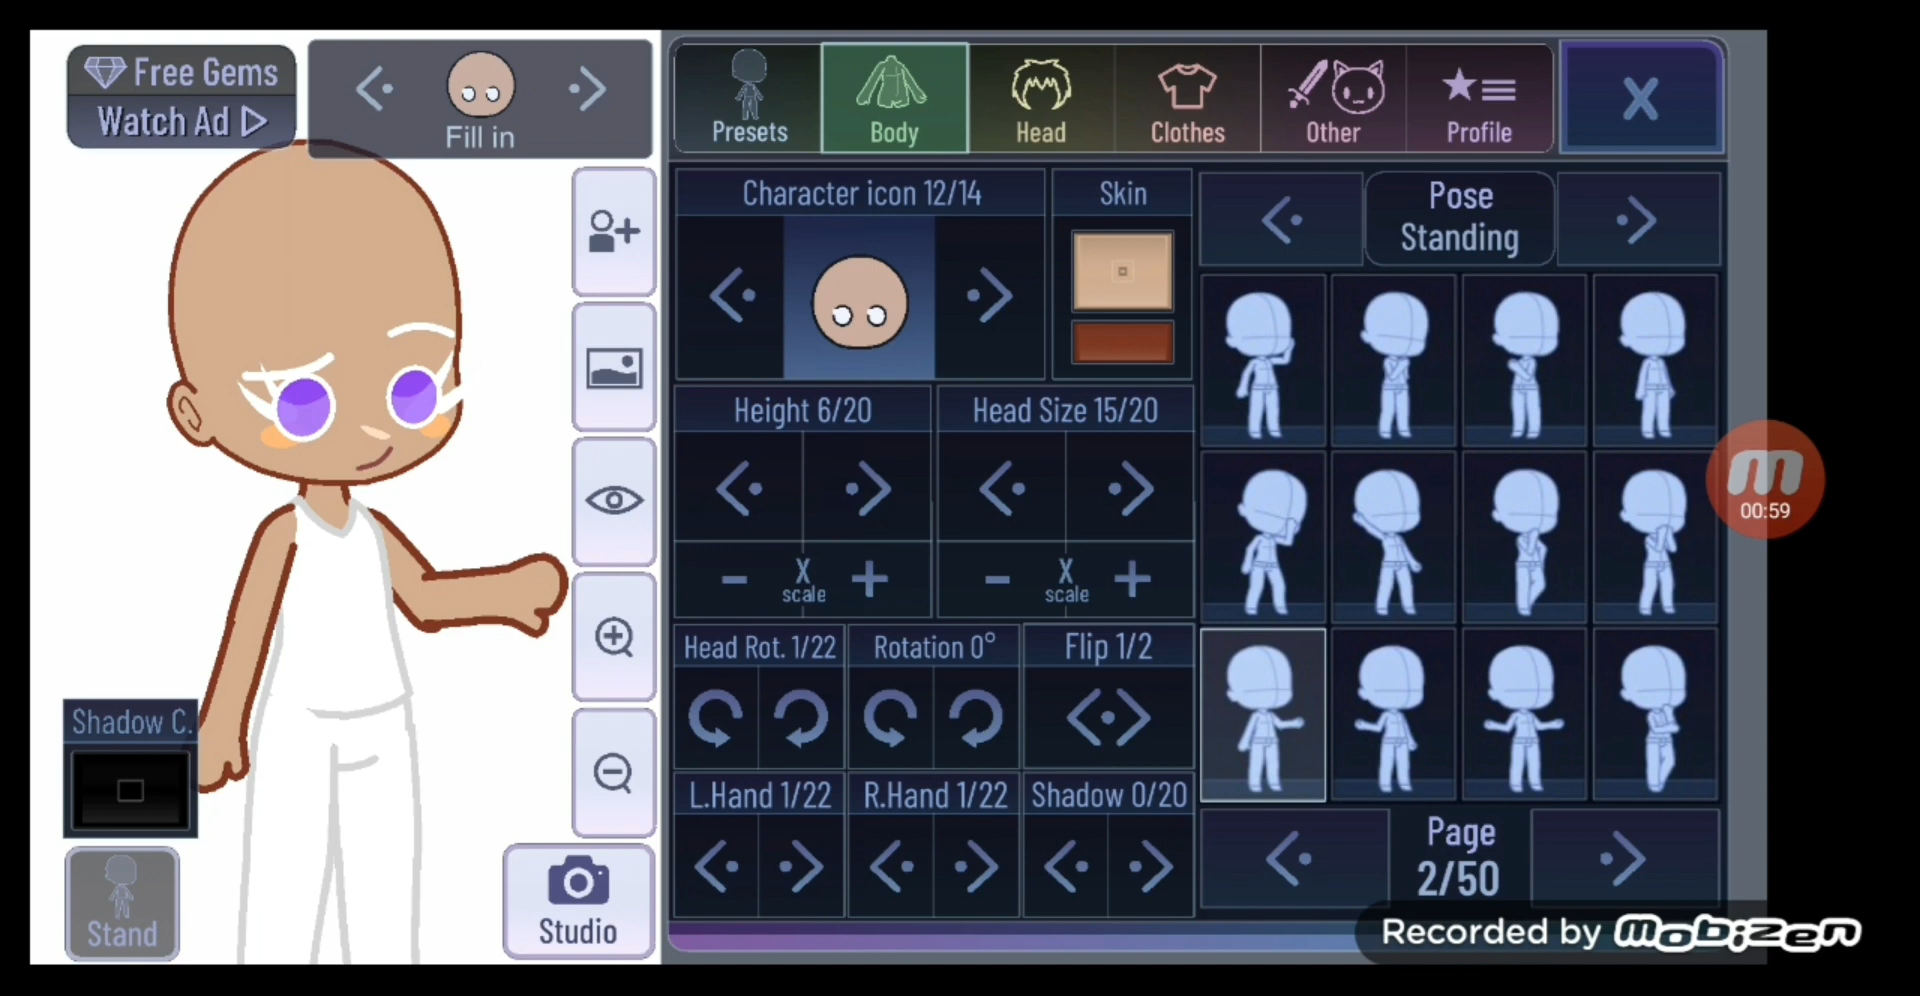 Free Gems
Watch Ad
Fill in
Presets
Body
Head
Clothes
Other
Profile
X
Character icon 12/14
Skin
Pose
Standing
Height 6/20
Head Size 15/20
X
scale
X
scale
00:59
Head Rot. 1/22
Rotation 0°
Flip 1/2
Shadow C.
L.Hand 1/22
R.Hand 1/22
Shadow 0/20
Page
2/50
Stand
Studio
Recorded by mobizen